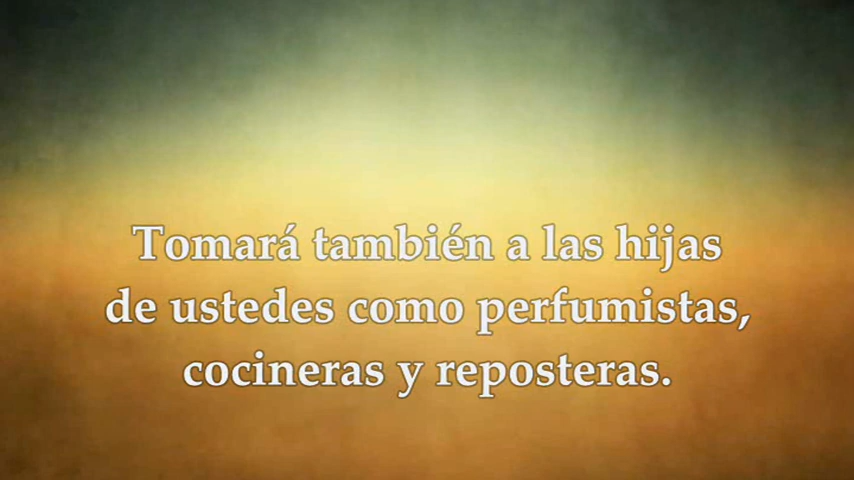 Tomará también a las hijas
de ustedes como perfumistas,
cocineras y reposteras.